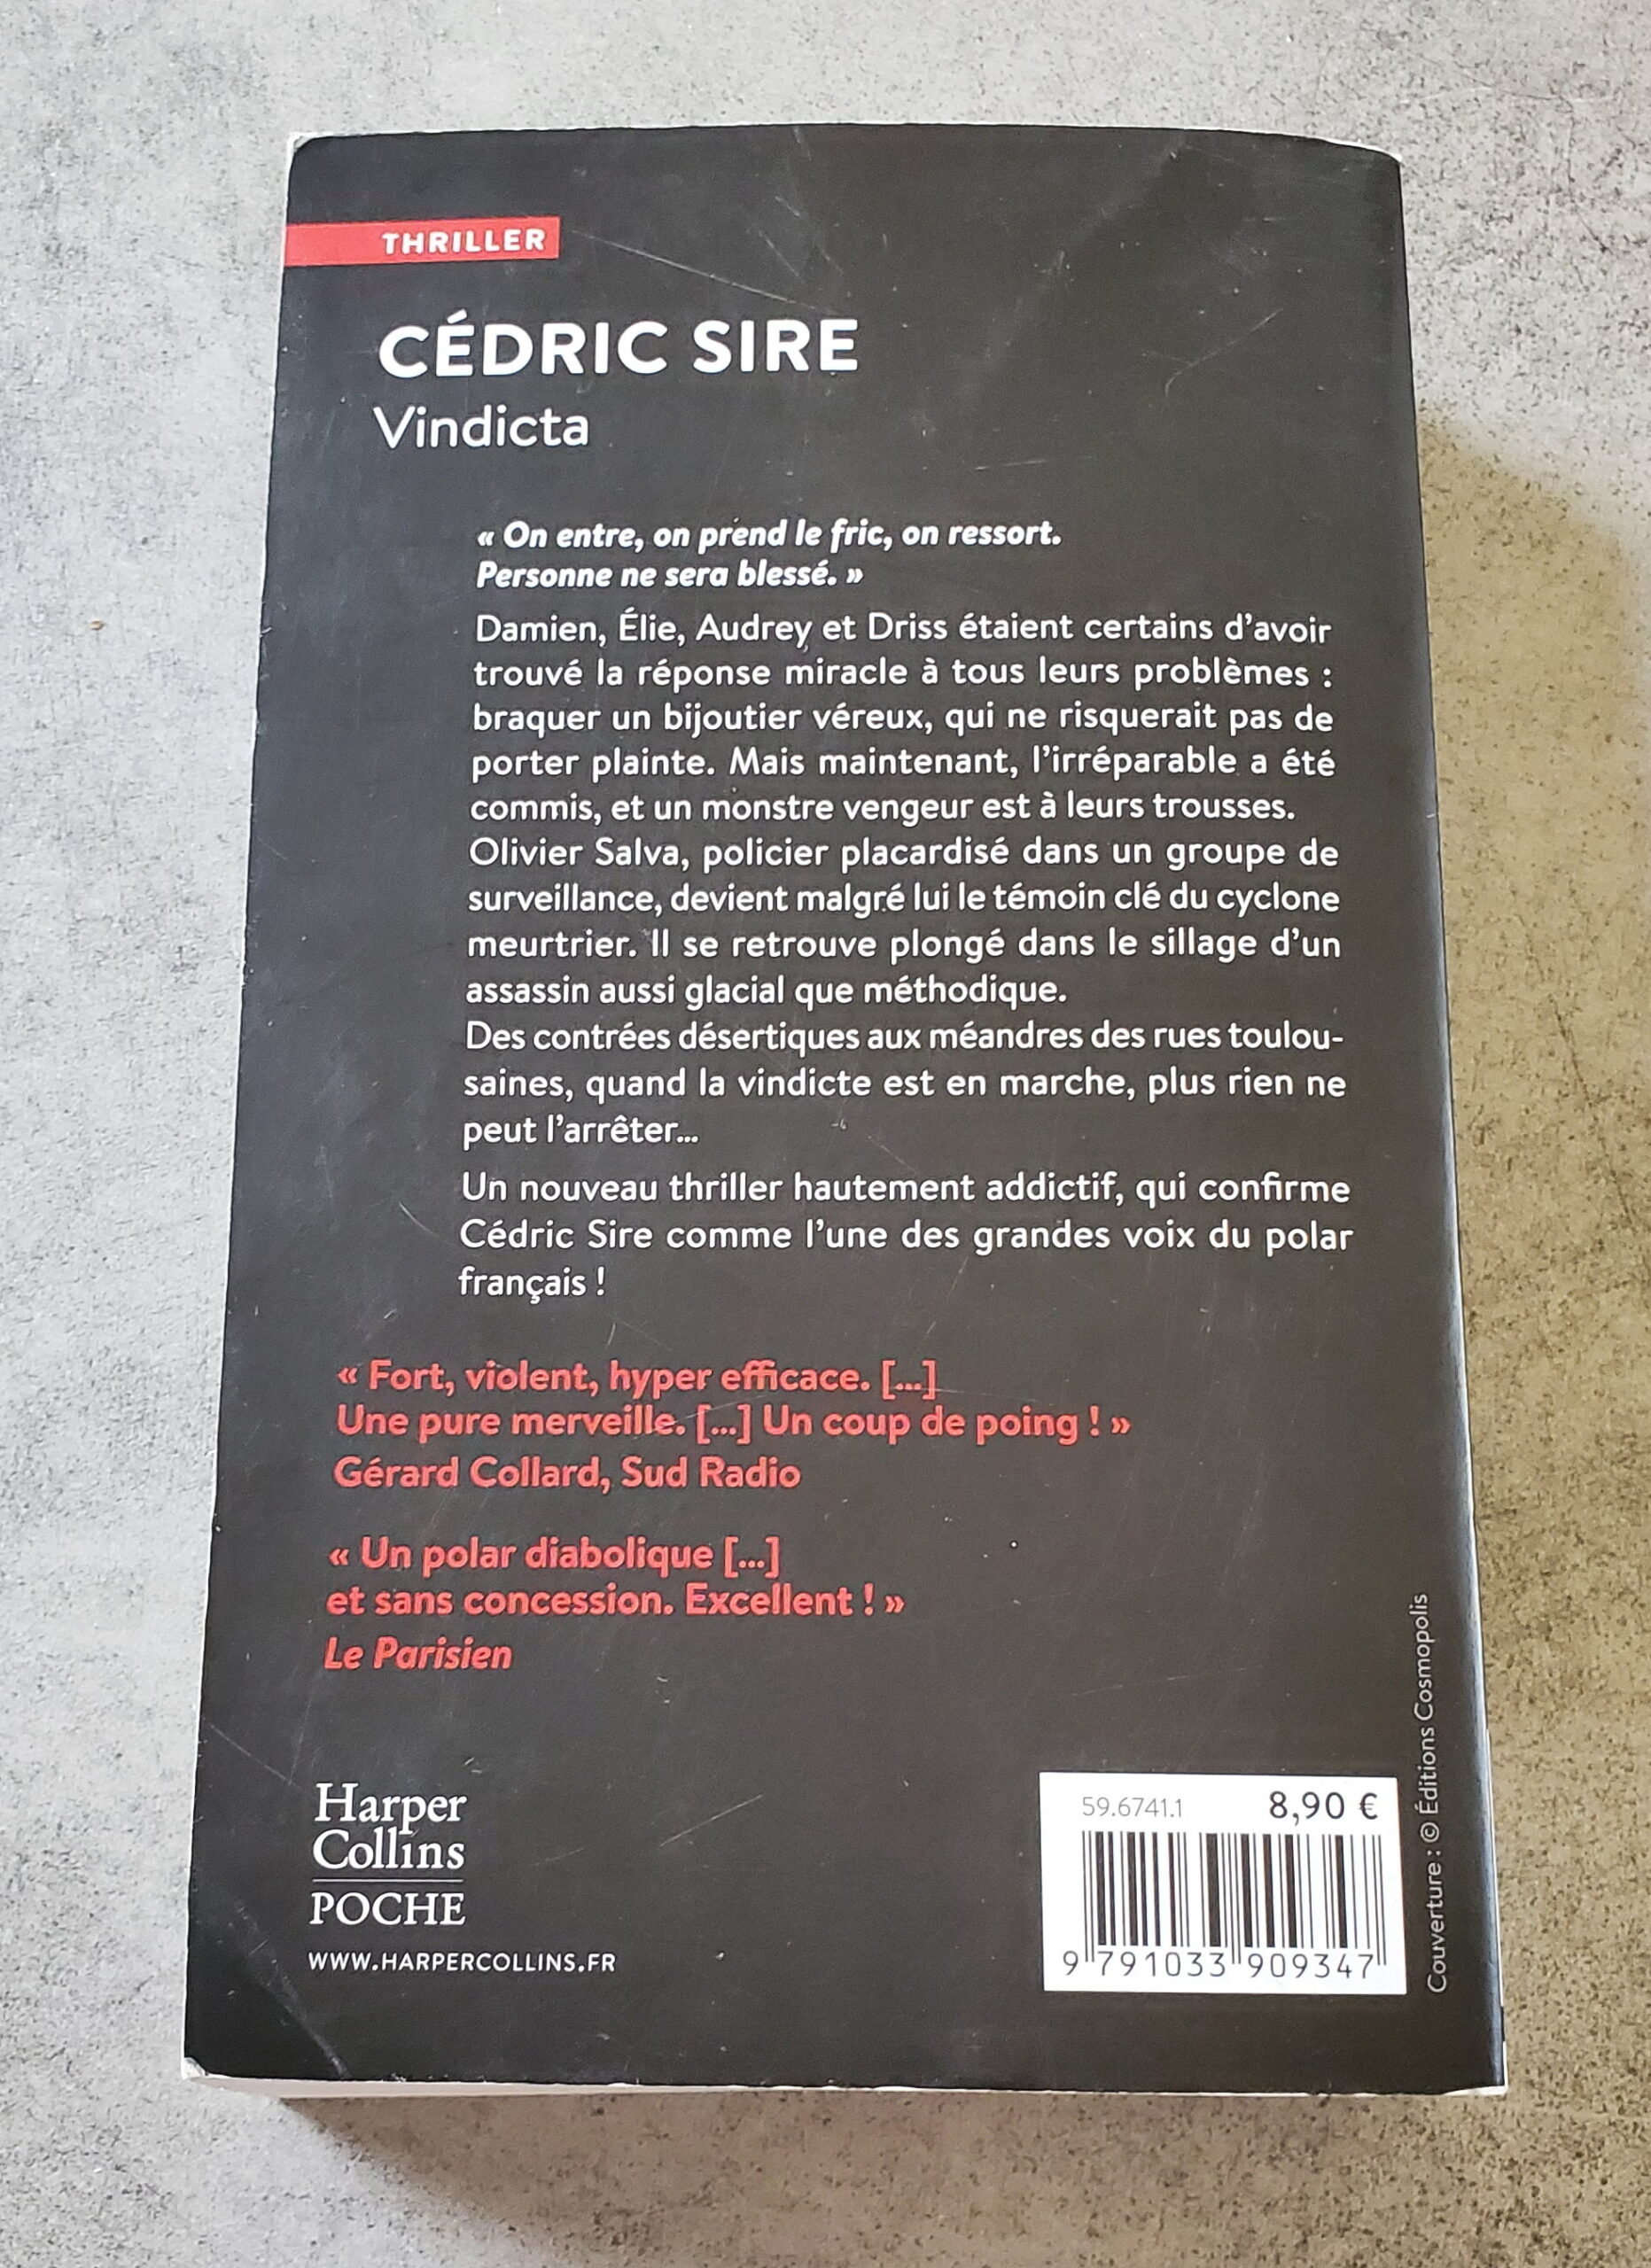 THRILLER
CÉDRIC SIRE
Vindicta
« On entre, on prend le fric, on ressort.
Personne ne sera blessé. »
Damien, Élie, Audrey et Driss étaient certains d’avoir
trouvé la réponse miracle à tous leurs problèmes :
braquer un bijoutier véreux, qui ne risquerait pas de
porter plainte. Mais maintenant, l’irréparable a été
commis, et un monstre vengeur est à leurs trousses.
Olivier Salva, policier placardisé dans un groupe de
surveillance, devient malgré lui le témoin clé du cyclone
meurtrier. Il se retrouve plongé dans le sillage d’un
assassin aussi glacial que méthodique.
Des contrées désertiques aux méandres des rues toulou-
saines, quand la vindicte est en marche, plus rien ne
peut l’arrêter…
Un nouveau thriller hautement addictif, qui confirme
Cédric Sire comme l’une des grandes voix du polar
français !
« Fort, violent, hyper efficace. […]
Une pure merveille. […] Un coup de poing ! »
Gérard Collard, Sud Radio
« Un polar diabolique […]
et sans concession. Excellent ! »
Le Parisien
Harper
Collins
POCHE
WWW.HARPERCOLLINS.FR
59.6741.1 8,90 €
9 791033 909347
Couverture : © Éditions Cosmopolis